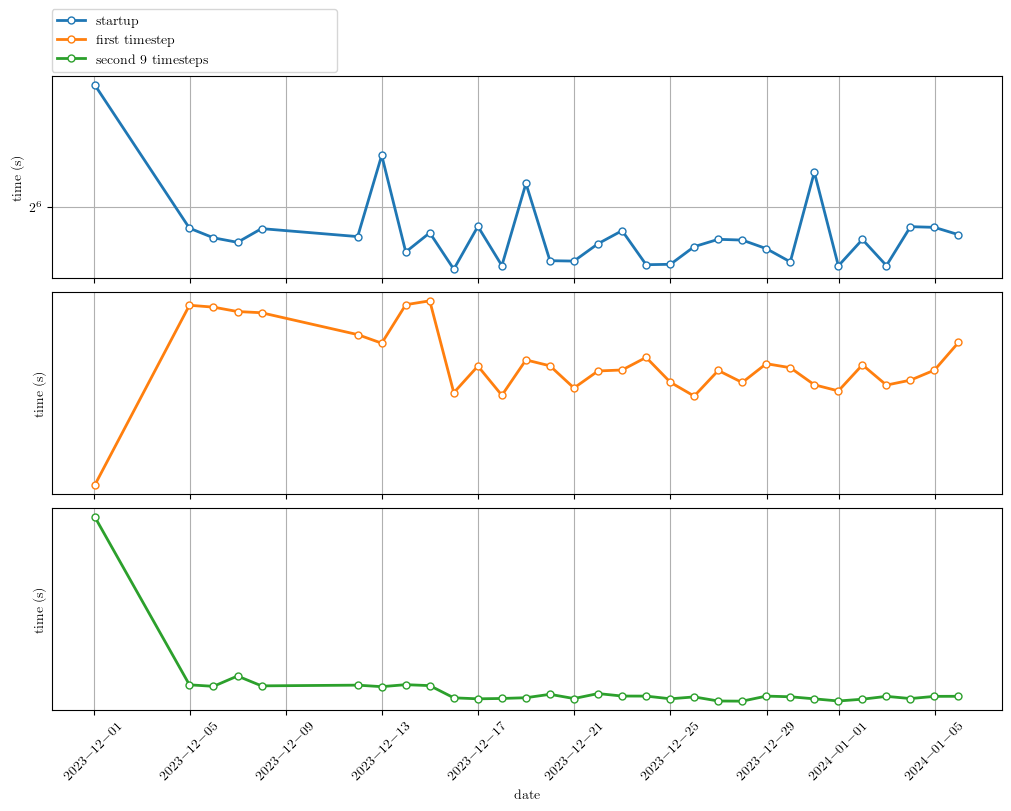 startup
first timestep
second 9 timesteps
time (s)
2⁶
time (s)
time (s)
2023−12−01
2023−12−05
2023−12−09
2023−12−13
2023−12−17
2023−12−21
2023−12−25
2023−12−29
2024−01−01
2024−01−05
date